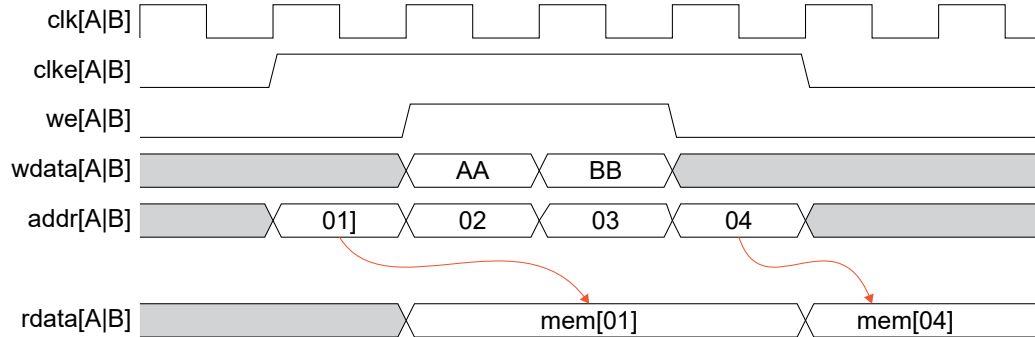 clk[A|B]
clke[A|B]
we[A|B]
wdata[A|B] AA BB
addr[A|B] 01] 02 03 04
rdata[A|B] mem[01] mem[04]